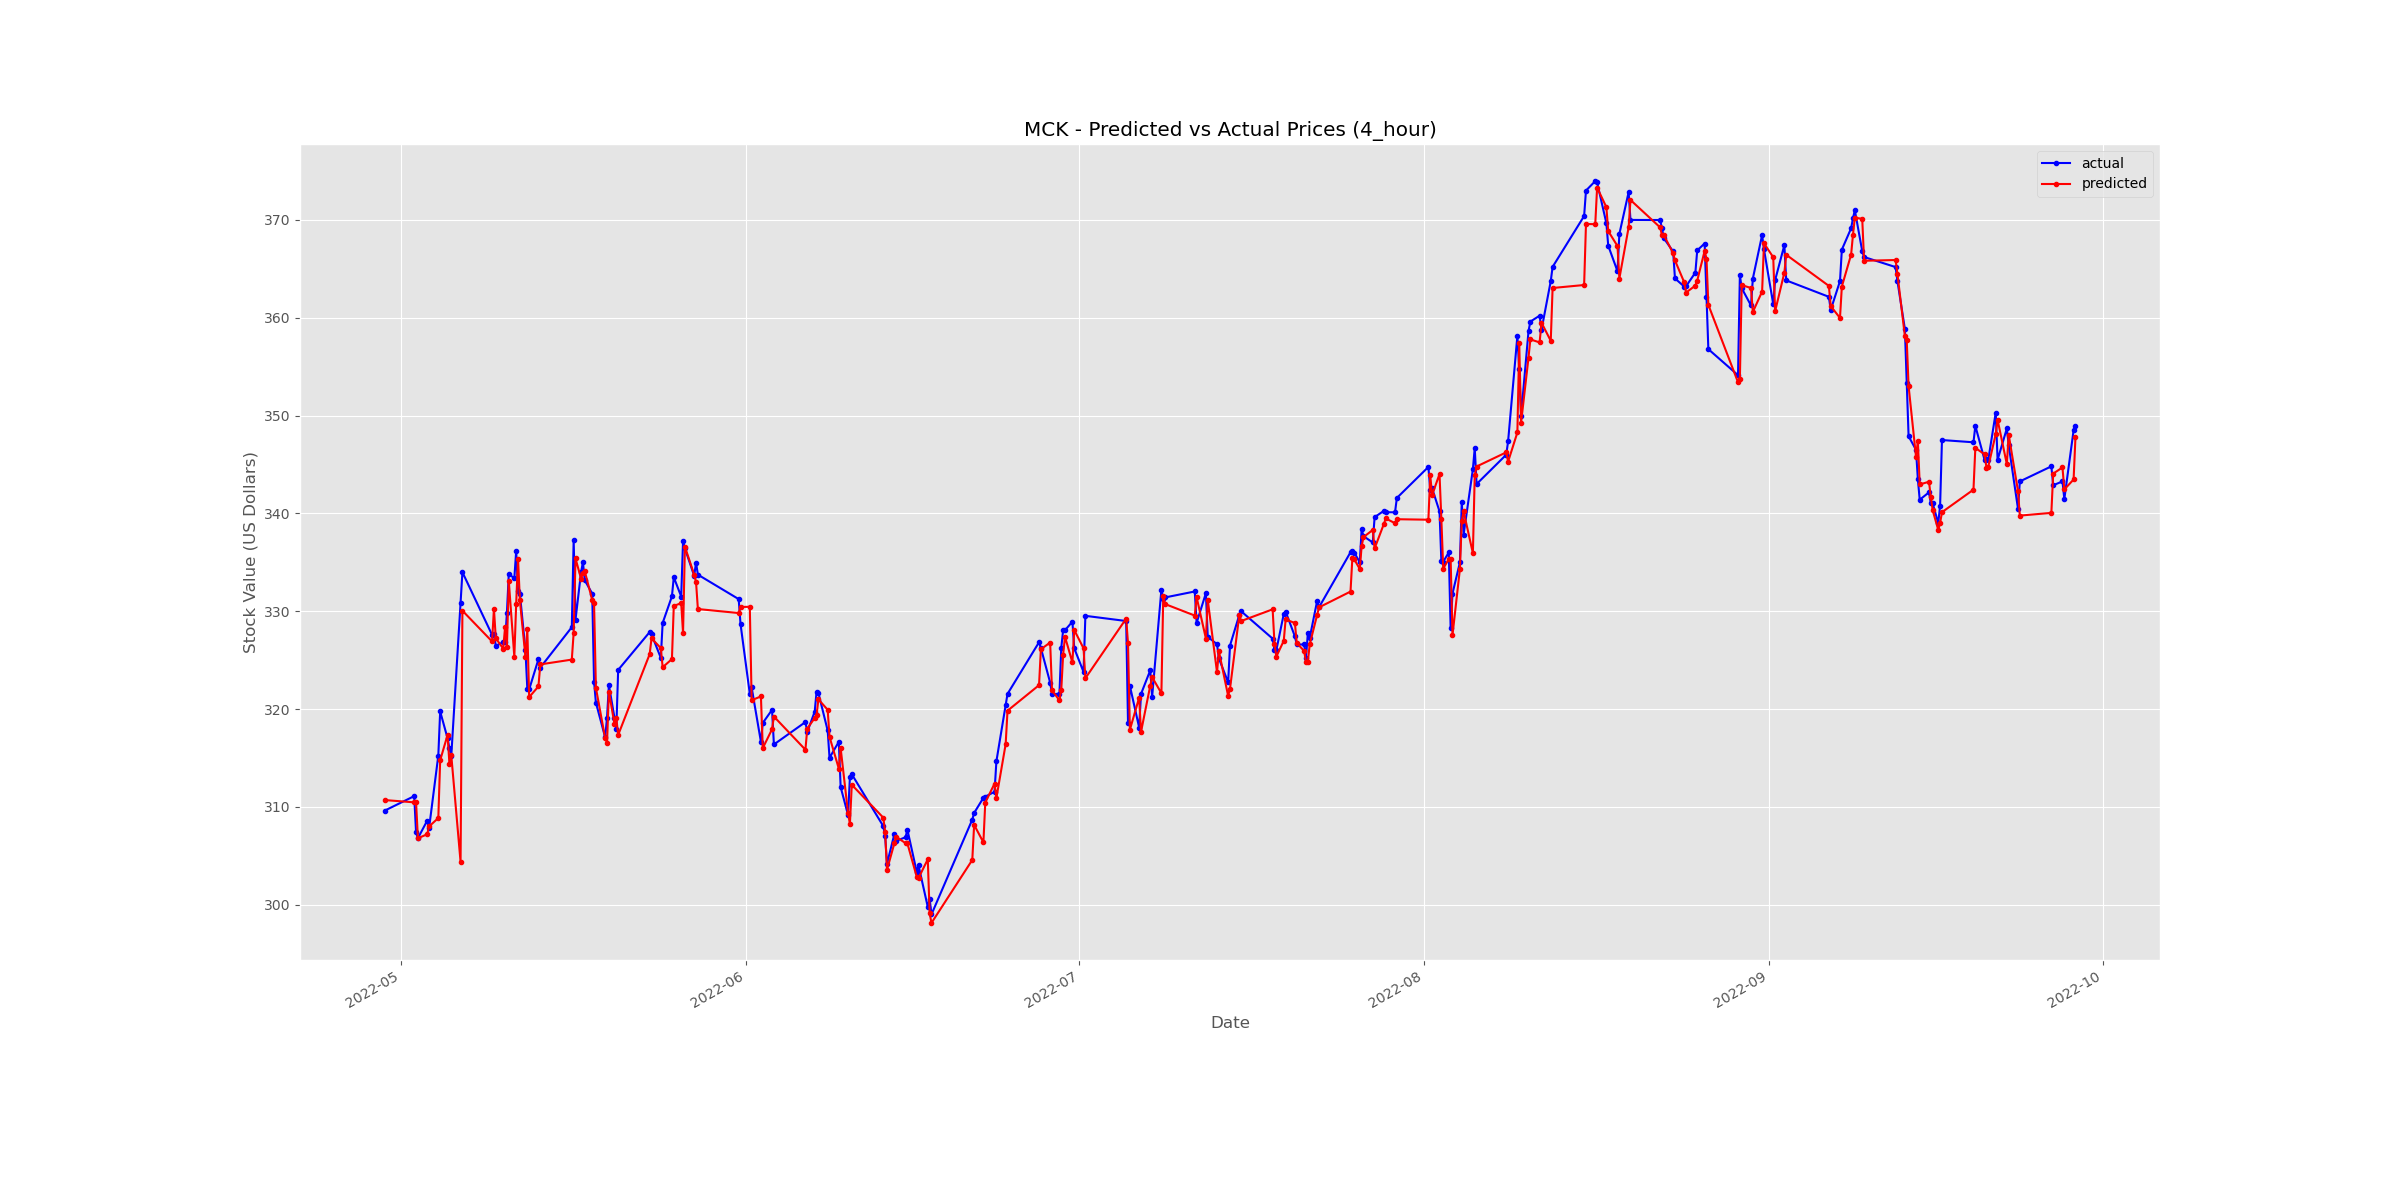 MCK - Predicted vs Actual Prices (4_hour)
actual
predicted
Stock Value (US Dollars)
370
360
350
340
330
320
310
300
2022-05
2022-06
2022-07
2022-08
2022-09
2022-10
Date